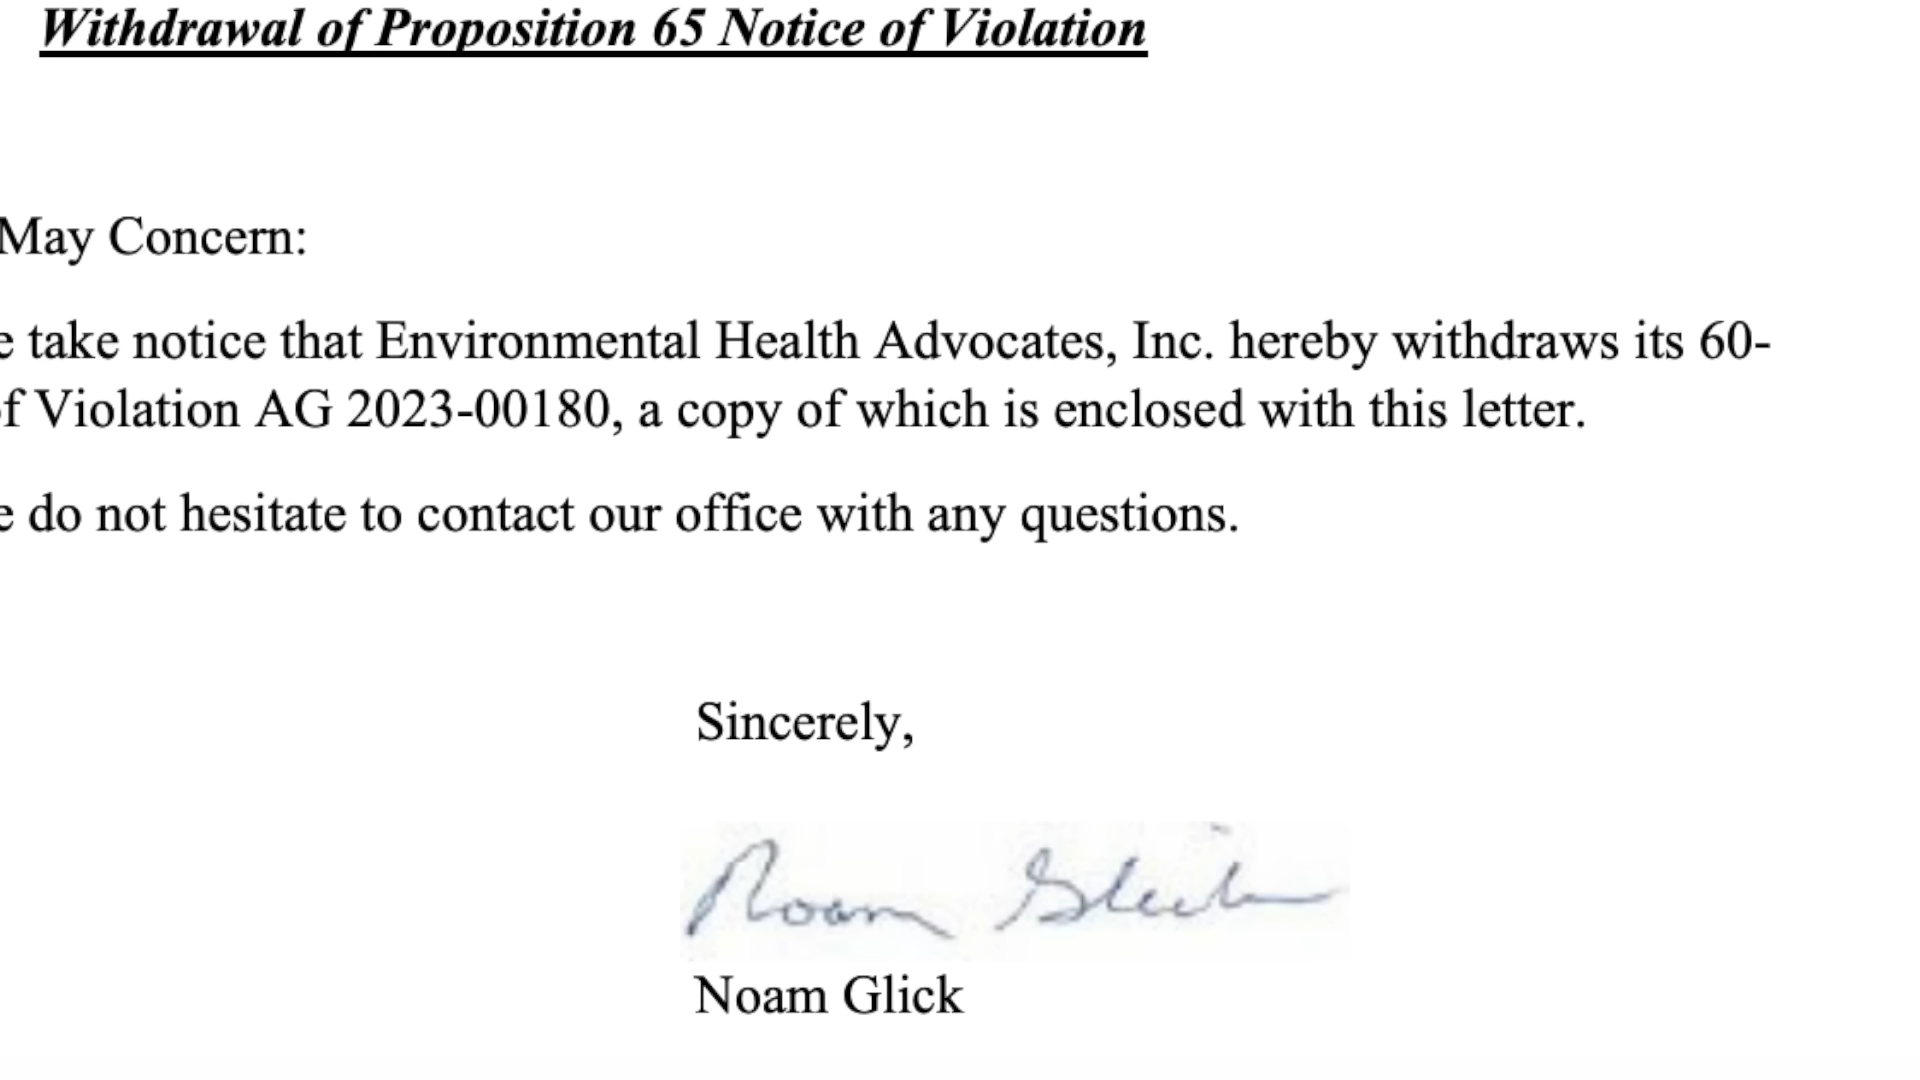 Withdrawal of Proposition 65 Notice of Violation
May Concern:
e take notice that Environmental Health Advocates, Inc. hereby withdraws its 60-
f Violation AG 2023-00180, a copy of which is enclosed with this letter.
e do not hesitate to contact our office with any questions.
Sincerely,
Noam Glick
Noam Glick